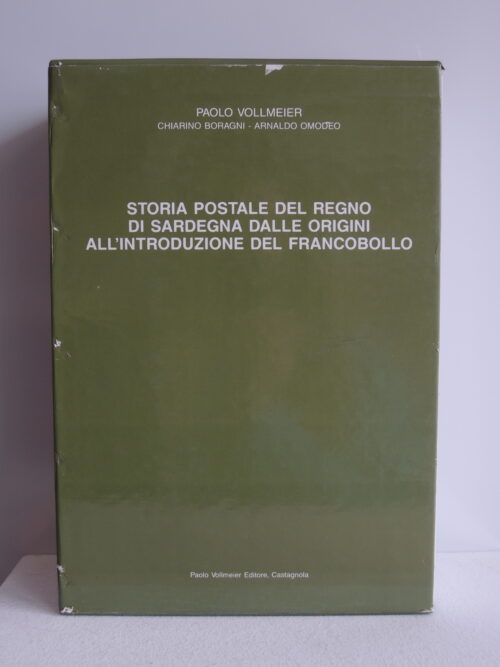 PAOLO VOLLMEIER
CHIARINO BORAGNI - ARNALDO OMODEO
STORIA POSTALE DEL REGNO
DI SARDEGNA DALLE ORIGINI
ALL'INTRODUZIONE DEL FRANCOBOLLO
Paolo Vollmeier Editore, Castagnola